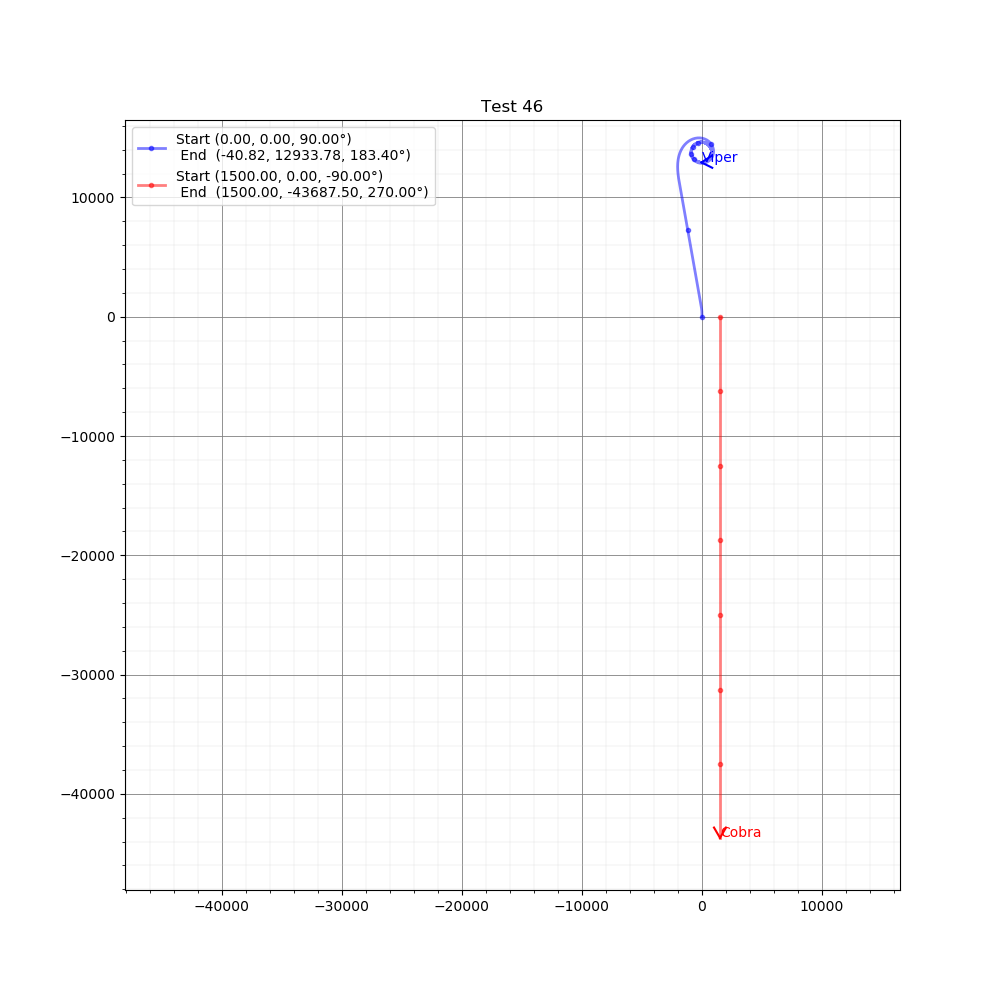 Test 46
Start (0.00, 0.00, 90.00°)
End (-40.82, 12933.78, 183.40°)
Start (1500.00, 0.00, -90.00°)
End (1500.00, -43687.50, 270.00°)
Viper
10000
0
−10000
−20000
−30000
−40000
Cobra
−40000 −30000 −20000 −10000 0 10000